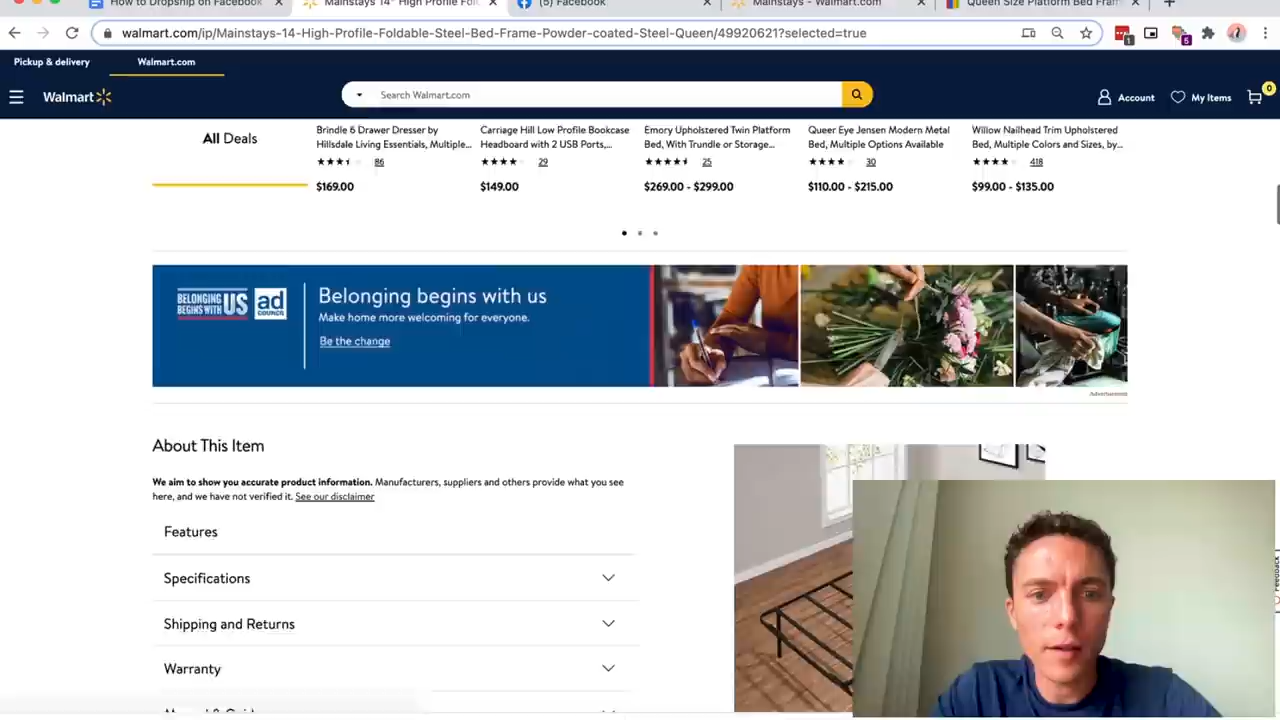 How to Dropship on Facebook
Mainstays 14" High Profile Fol
(5) Facebook
Mainstays - Walmart.com
Queen Size Platform Bed Fram
walmart.com/ip/Mainstays-14-High-Profile-Foldable-Steel-Bed-Frame-Powder-coated-Steel-Queen/49920621?selected=true
1
5
Pickup & delivery
Walmart.com
Walmart
Search Walmart.com
Account
My Items
0
All Deals
Brindle 6 Drawer Dresser by
Hillsdale Living Essentials, Multiple...
86
$169.00
Carriage Hill Low Profile Bookcase
Headboard with 2 USB Ports,...
29
$149.00
Emory Upholstered Twin Platform
Bed, With Trundle or Storage...
25
$269.00 - $299.00
Queer Eye Jensen Modern Metal
Bed, Multiple Options Available
30
$110.00 - $215.00
Willow Nailhead Trim Upholstered
Bed, Multiple Colors and Sizes, by...
418
$99.00 - $135.00
BELONGING
BEGINS WITH US
ad
COUNCIL
Belonging begins with us
Make home more welcoming for everyone.
Be the change
Advertisement
About This Item
We aim to show you accurate product information. Manufacturers, suppliers and others provide what you see
here, and we have not verified it. See our disclaimer
Features
Specifications
Shipping and Returns
Warranty
Feedback